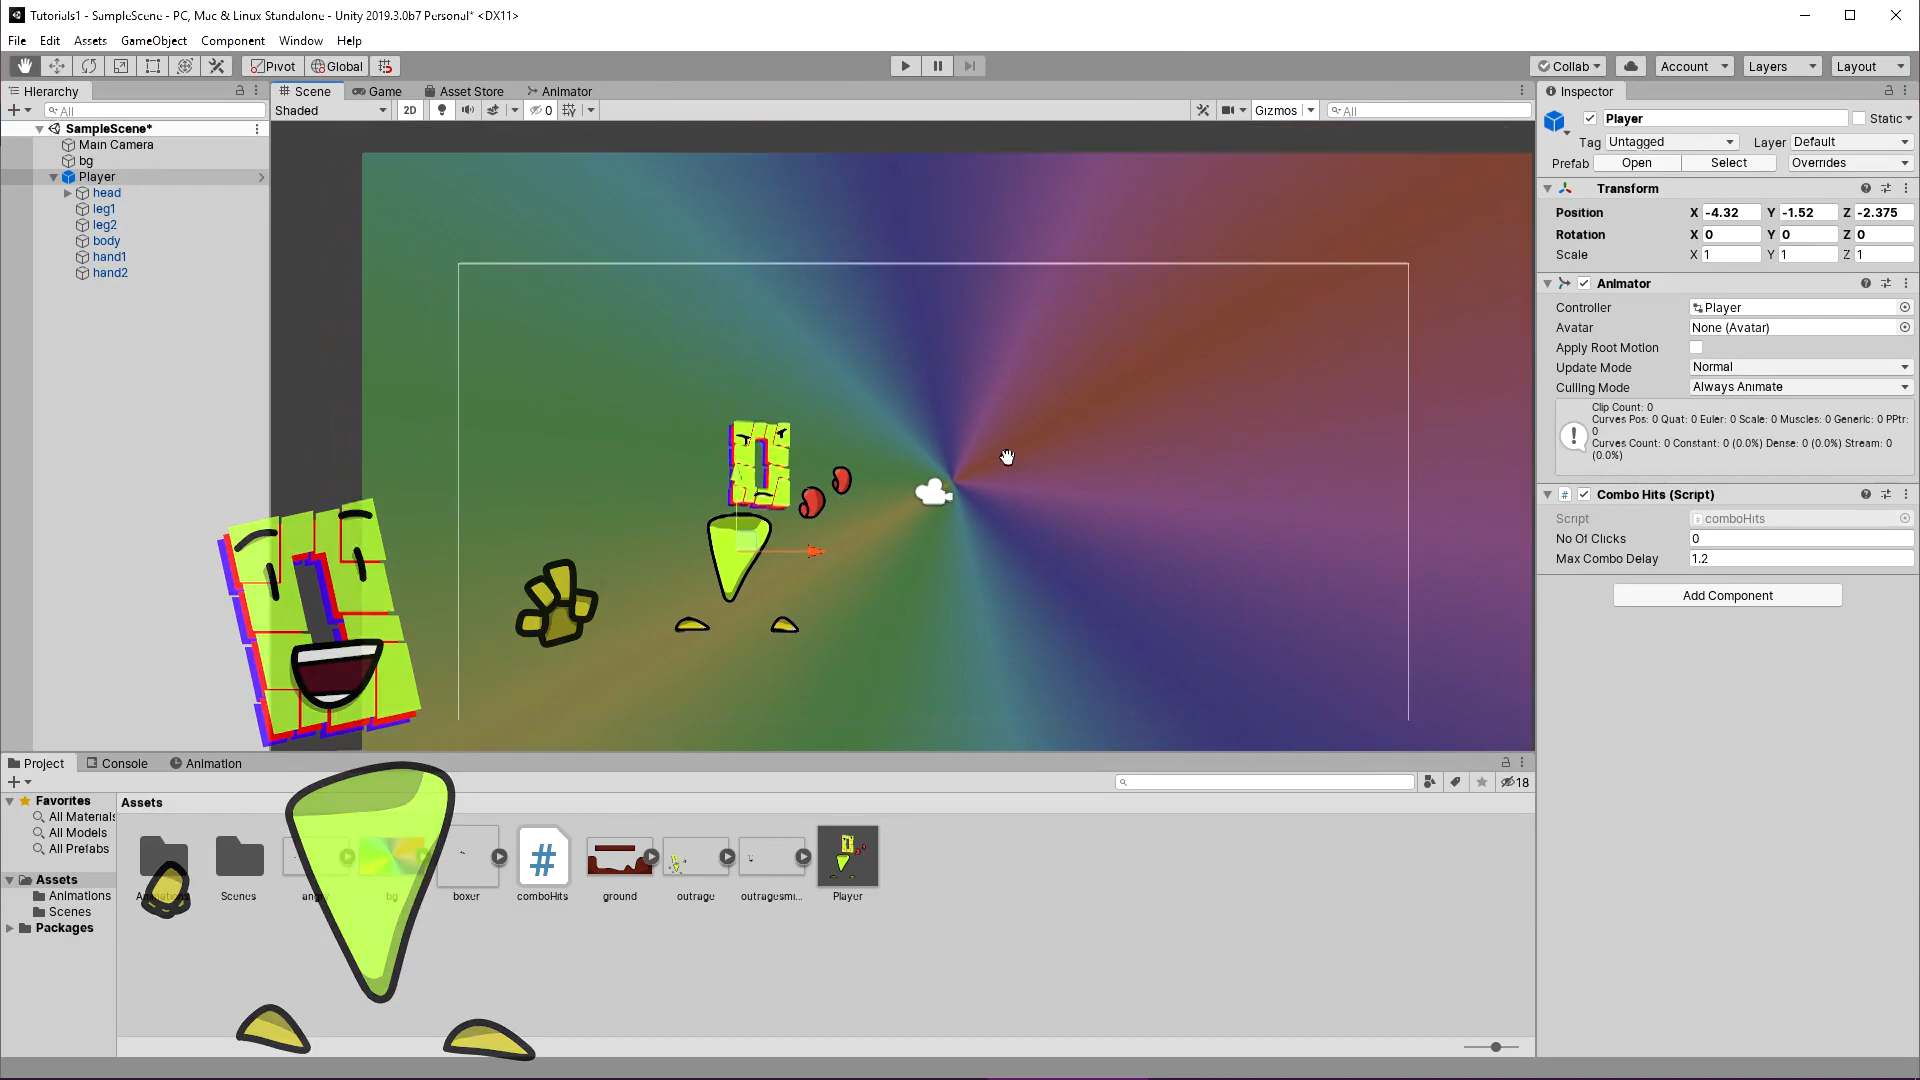 Tutorials1 - SampleScene - PC, Mac & Linux Standalone - Unity 2019.3.0b7 Personal* <DX11>
File Edit Assets GameObject Component Window Help
Pivot Global Collab Account Layers Layout
Hierarchy
All
SampleScene*
Main Camera
bg
Player
head
leg1
leg2
body
hand1
hand2
Scene Game Asset Store Animator
Shaded 2D 0 Gizmos All
Inspector
Player Static
Tag Untagged Layer Default
Prefab Open Select Overrides
Transform
Position X -4.32 Y -1.52 Z -2.375
Rotation X 0 Y 0 Z 0
Scale X 1 Y 1 Z 1
Animator
Controller Player
Avatar None (Avatar)
Apply Root Motion
Update Mode Normal
Culling Mode Always Animate
Clip Count: 0
Curves Pos: 0 Quat: 0 Euler: 0 Scale: 0 Muscles: 0 Generic: 0 PPtr:
0
Curves Count: 0 Constant: 0 (0.0%) Dense: 0 (0.0%) Stream: 0
(0.0%)
# Combo Hits (Script)
Script comboHits
No Of Clicks 0
Max Combo Delay 1.2
Add Component
Project Console Animation
18
Favorites
All Materials
All Models
All Prefabs
Assets
Animations
Scenes
Packages
Assets
#
Animations Scenes bg boxer comboHits ground outrage outragesmi... Player